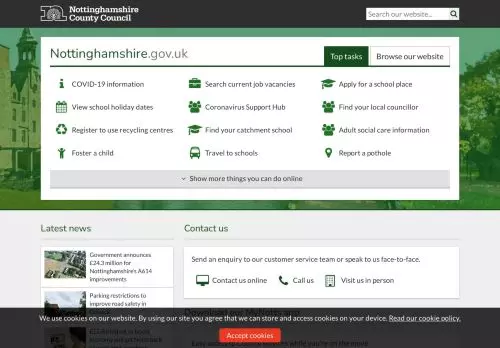 Nottinghamshire
County Council
Search our website...
Nottinghamshire.gov.uk
Top tasks
Browse our website
COVID-19 information
Search current job vacancies
Apply for a school place
View school holiday dates
Coronavirus Support Hub
Find your local councillor
Register to use recycling centres
Find your catchment school
Adult social care information
Foster a child
Travel to schools
Report a pothole
Show more things you can do online
Latest news
Government announces
£24.3 million for
Nottinghamshire's A614
improvements
Parking restrictions to
improve road safety in
Contact us
Send an enquiry to our customer service team or speak to us face-to-face.
Contact us online
Call us
Visit us in person
Download our MyNotts app
We use cookies on our website. By using our site you agree that we can store and access cookies on your device. Read our cookie policy.
Accept cookies